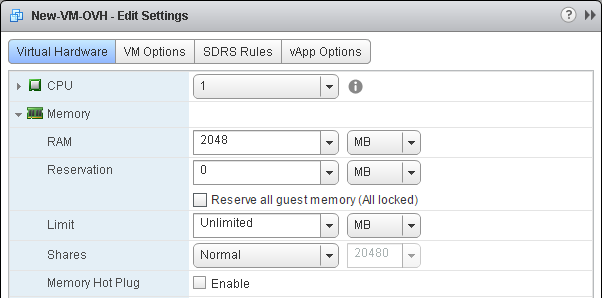 New-VM-OVH - Edit Settings ?
Virtual Hardware VM Options SDRS Rules vApp Options
CPU 1
Memory
RAM 2048 MB
Reservation 0 MB
Reserve all guest memory (All locked)
Limit Unlimited MB
Shares Normal 20480
Memory Hot Plug Enable